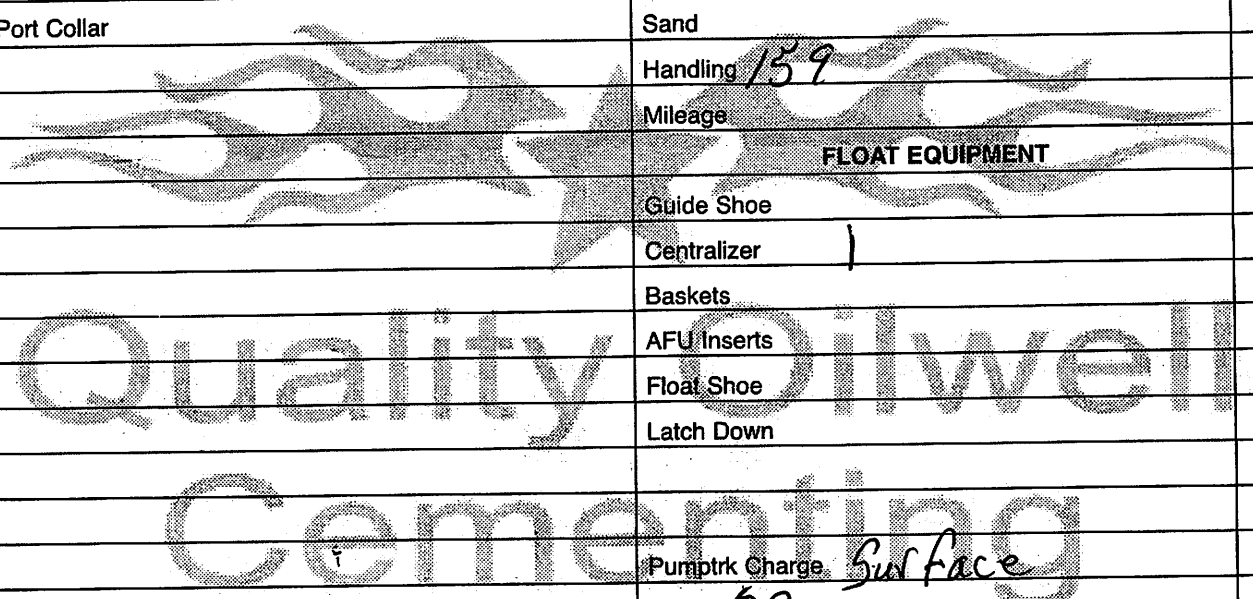 Port Collar
Sand
Handling 159
Mileage
FLOAT EQUIPMENT
Guide Shoe
Centralizer 1
Baskets
AFU Inserts
Float Shoe
Latch Down
Quality Oilwell
Cementing
Pumptrk Charge Surface